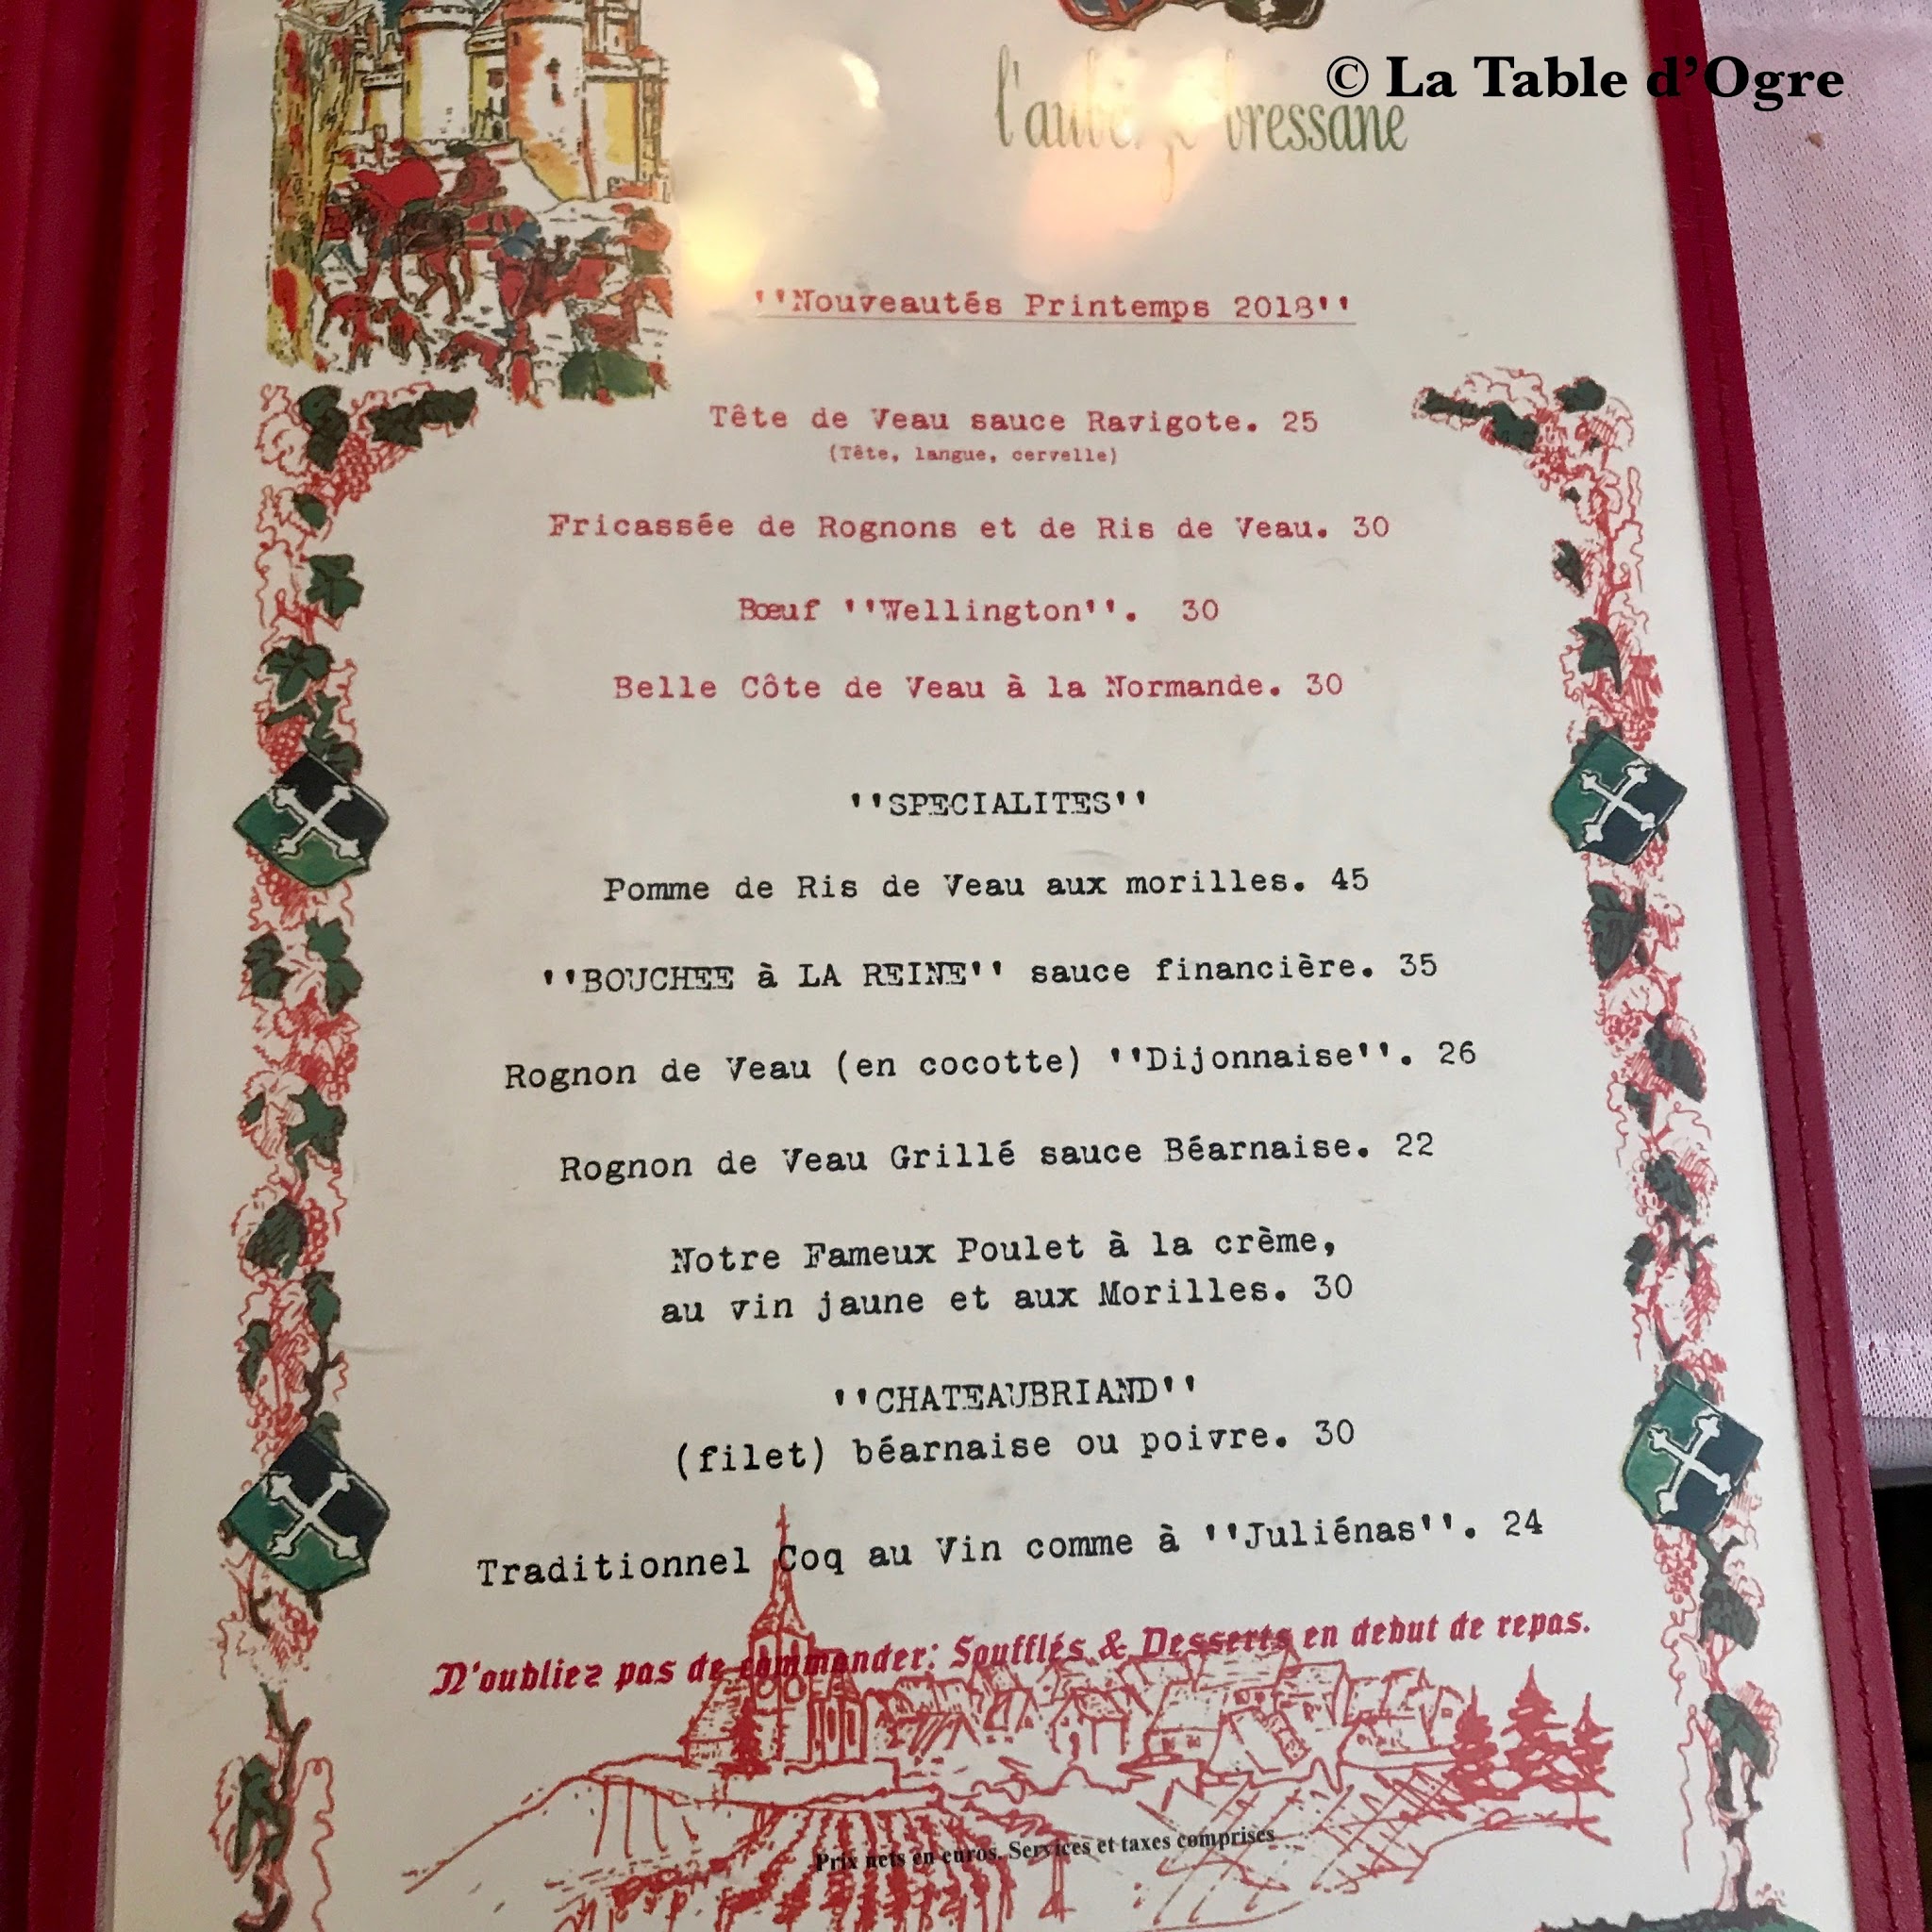 © La Table d'Ogre
l'auberge bressane
''Nouveautés Printemps 2018''
Tête de Veau sauce Ravigote. 25
(Tête, langue, cervelle)
Fricassée de Rognons et de Ris de Veau. 30
Bœuf ''Wellington''. 30
Belle Côte de Veau à la Normande. 30
''SPECIALITES''
Pomme de Ris de Veau aux morilles. 45
''BOUCHEE à LA REINE'' sauce financière. 35
Rognon de Veau (en cocotte) ''Dijonnaise''. 26
Rognon de Veau Grillé sauce Béarnaise. 22
Notre Fameux Poulet à la crème,
au vin jaune et aux Morilles. 30
''CHATEAUBRIAND''
(filet) béarnaise ou poivre. 30
Traditionnel Coq au Vin comme à ''Juliénas''. 24
N'oubliez pas de commander: Soufflés & Desserts en debut de repas.
Prix nets en euros. Services et taxes comprises